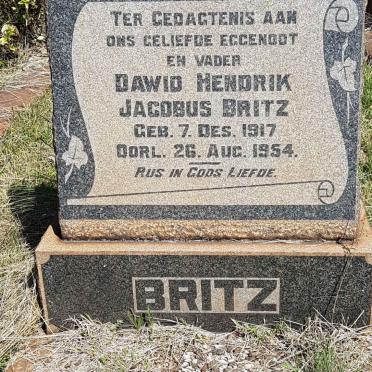 TER GEDAGTENIS AAN
ONS GELIEFDE EGGENOOT
EN VADER
DAWID HENDRIK
JACOBUS BRITZ
GEB. 7. DES. 1917
OORL. 26. AUG. 1954.
RUS IN GODS LIEFDE.
BRITZ